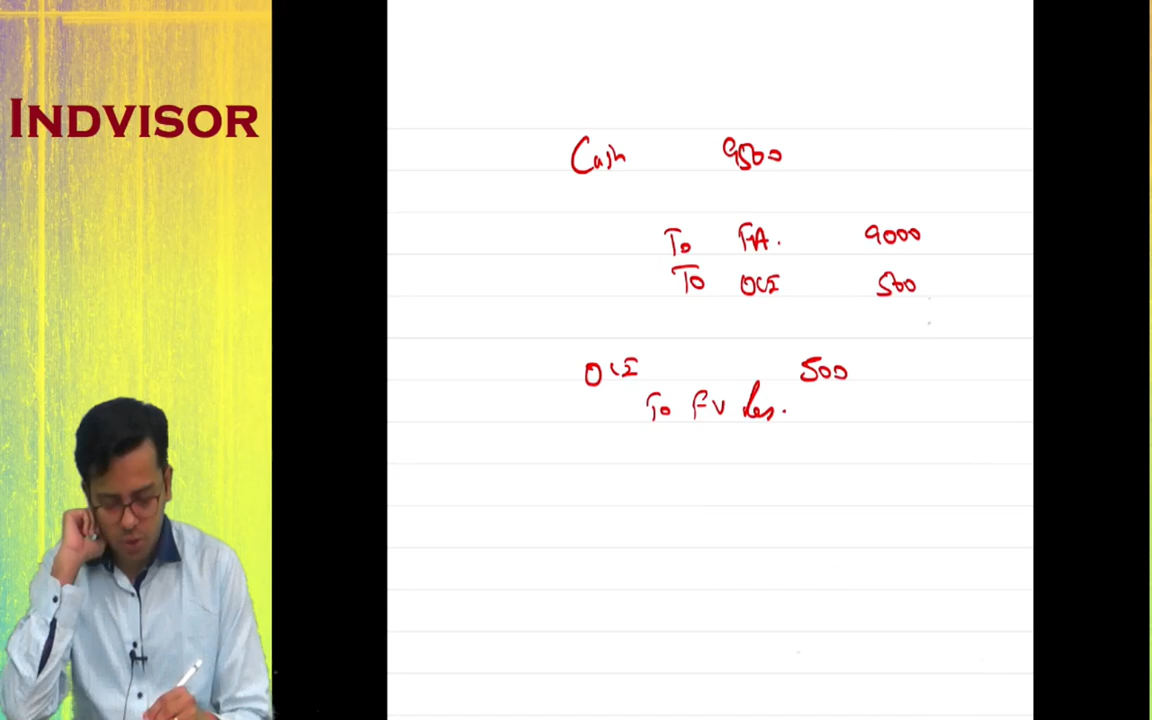 INDVISOR
Cash 9500
To FA. 9000
To OCI 500
OCI 500
To FV Res.